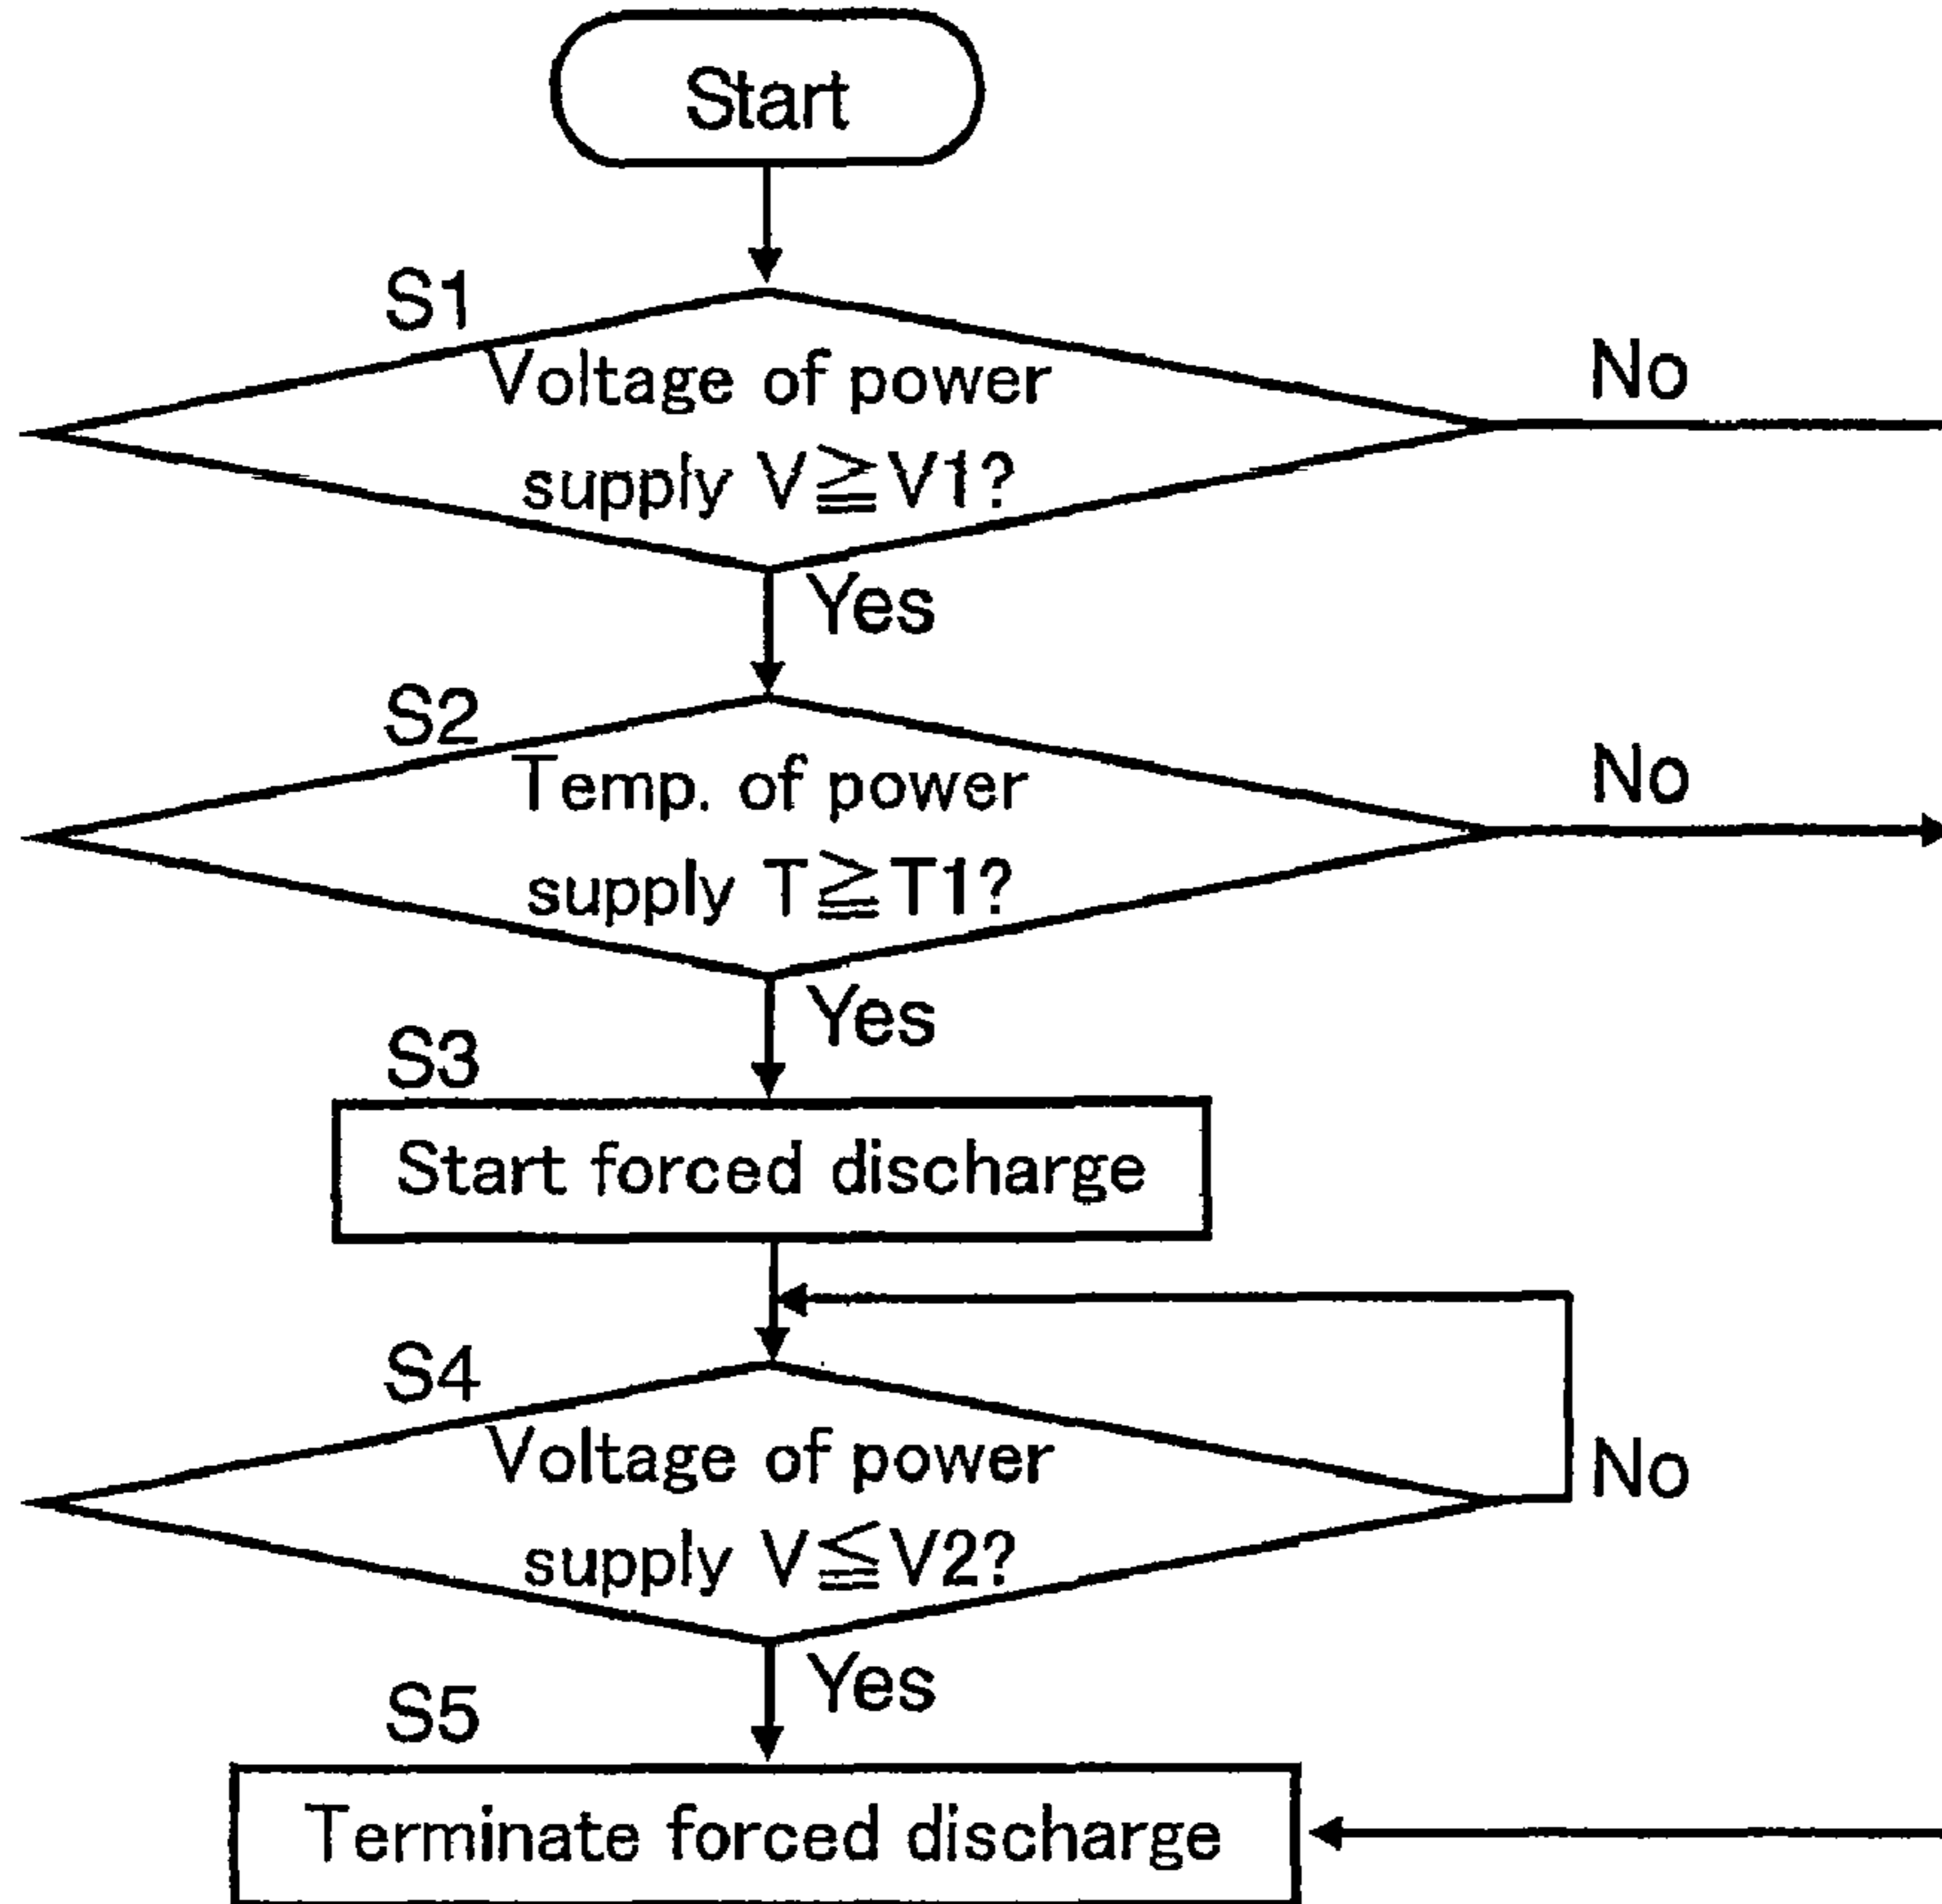 Start
S1
Voltage of power
supply V≧V1?
No
Yes
S2
Temp. of power
supply T≧T1?
No
Yes
S3
Start forced discharge
S4
Voltage of power
supply V≦V2?
No
Yes
S5
Terminate forced discharge